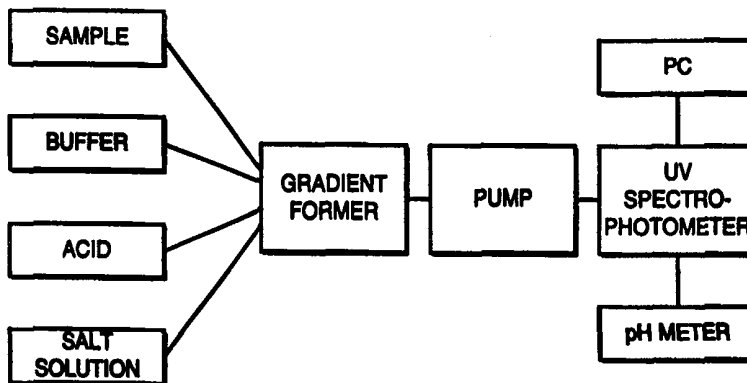 SAMPLE
BUFFER
ACID
SALT
SOLUTION
GRADIENT
FORMER
PUMP
PC
UV
SPECTRO-
PHOTOMETER
pH METER